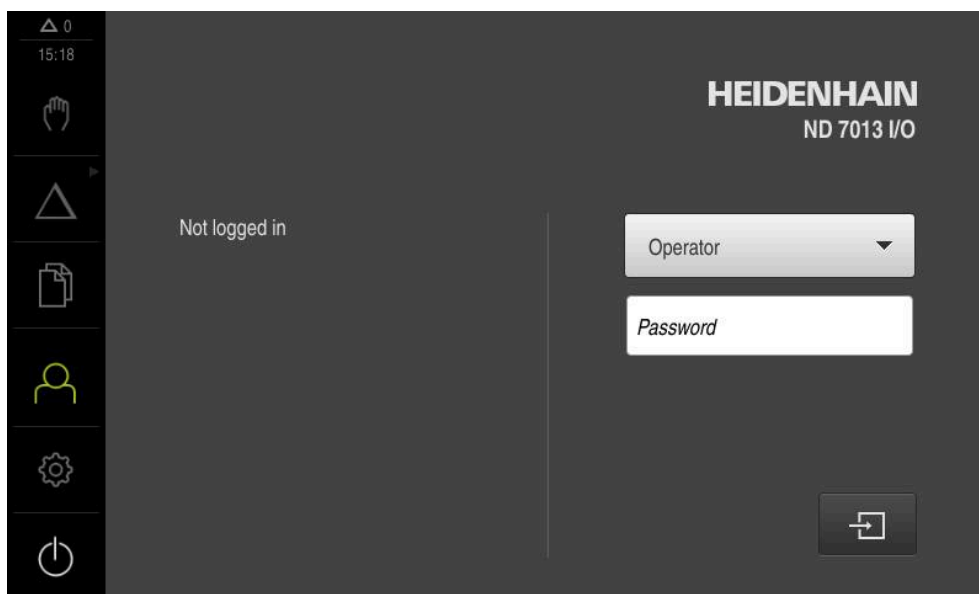 0
15:18
HEIDENHAIN
ND 7013 I/O
Not logged in
Operator
Password